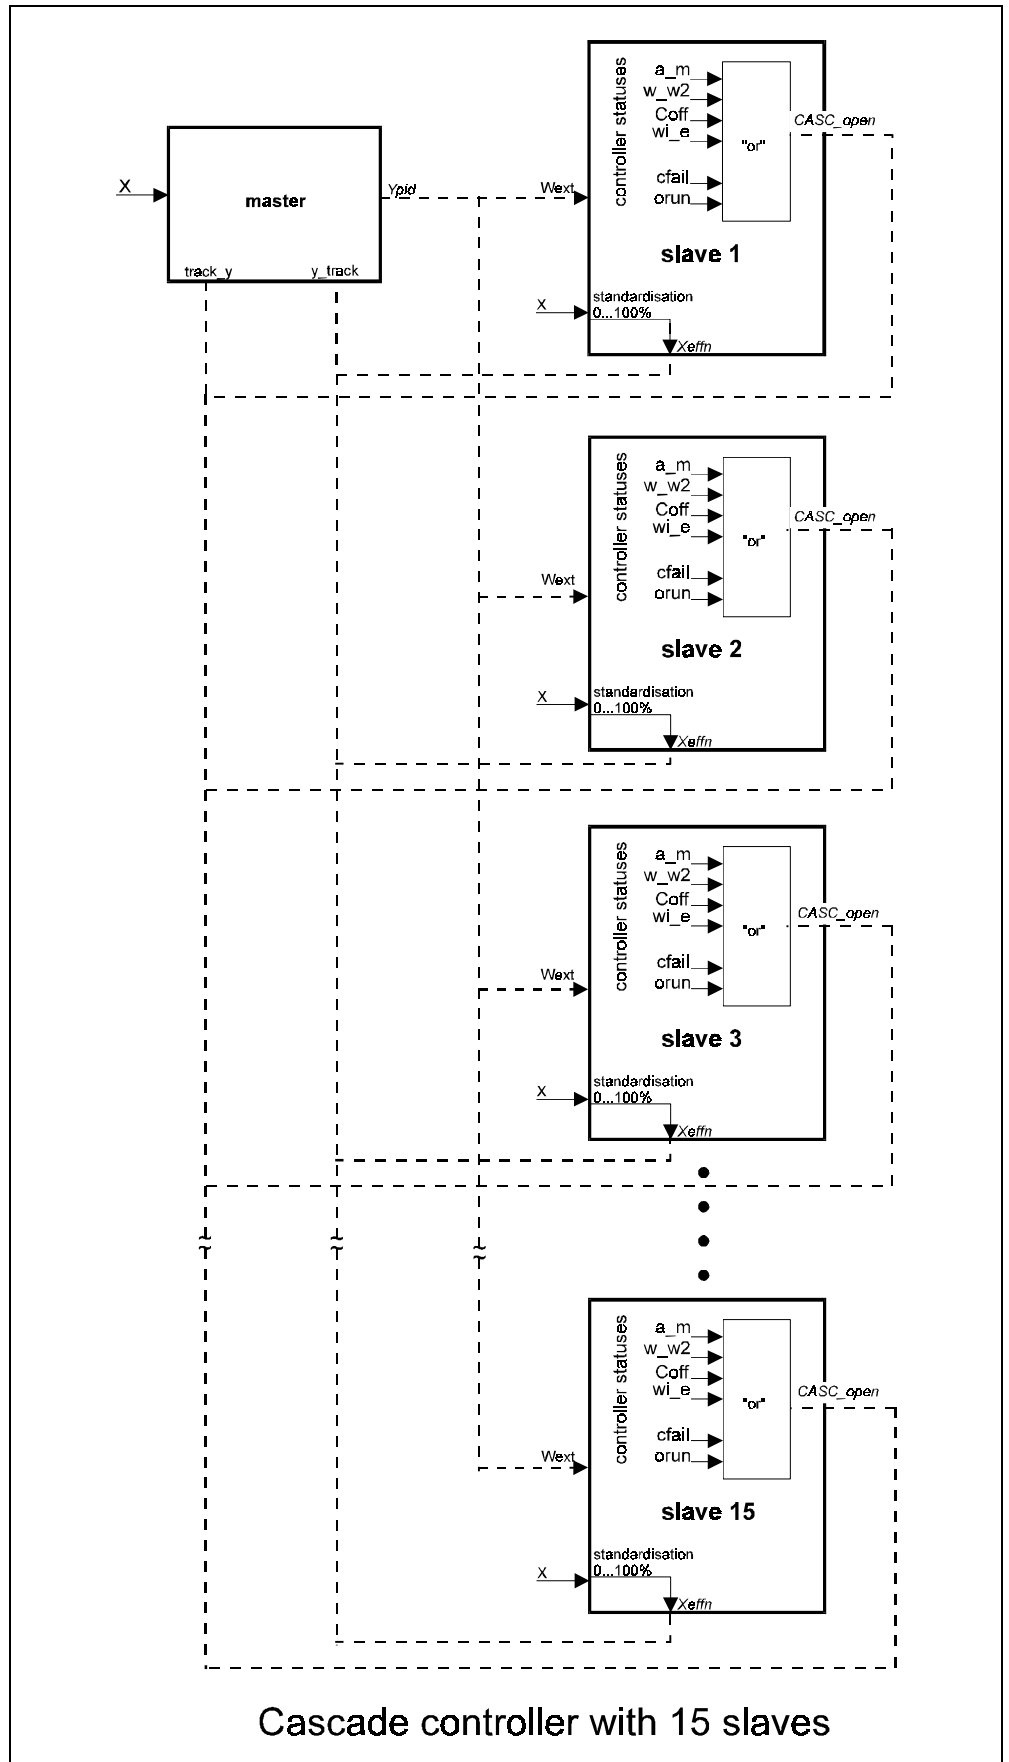 X
master
track_y
y_track
Ypid
Wext
controller statuses
a_m
w_w2
Coff
wi_e
cfail
orun
"or"
CASC_open
slave 1
X
standardisation
0...100%
Xeffn
Wext
controller statuses
a_m
w_w2
Coff
wi_e
cfail
orun
"or"
CASC_open
slave 2
X
standardisation
0...100%
Xeffn
Wext
controller statuses
a_m
w_w2
Coff
wi_e
cfail
orun
"or"
CASC_open
slave 3
X
standardisation
0...100%
Xeffn
Wext
controller statuses
a_m
w_w2
Coff
wi_e
cfail
orun
"or"
CASC_open
slave 15
X
standardisation
0...100%
Xeffn
Cascade controller with 15 slaves